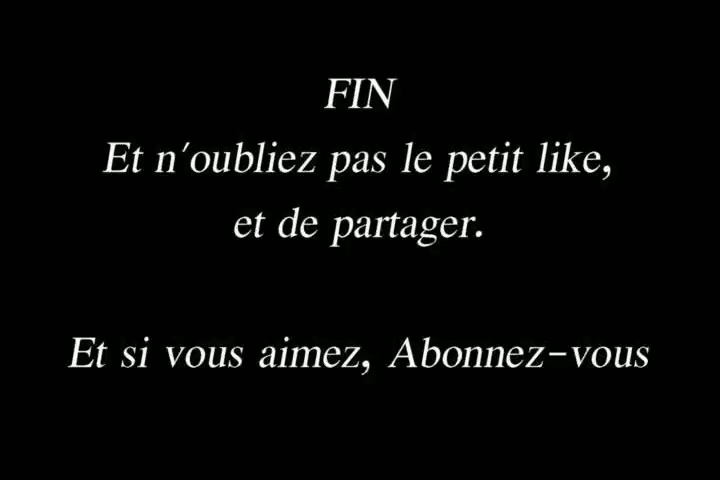 FIN
Et n'oubliez pas le petit like,
et de partager.
Et si vous aimez, Abonnez-vous